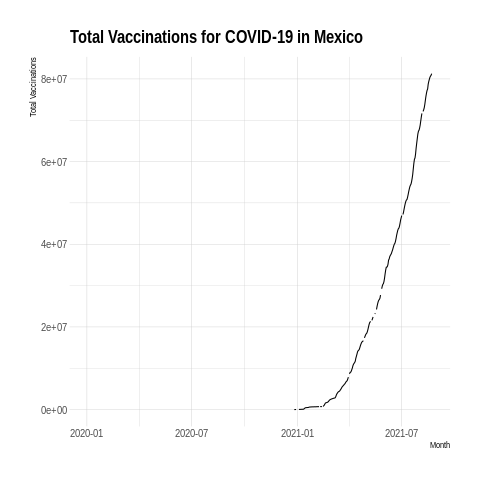 Total Vaccinations for COVID-19 in Mexico
Total Vaccinations
8e+07
6e+07
4e+07
2e+07
0e+00
2020-01 2020-07 2021-01 2021-07
Month